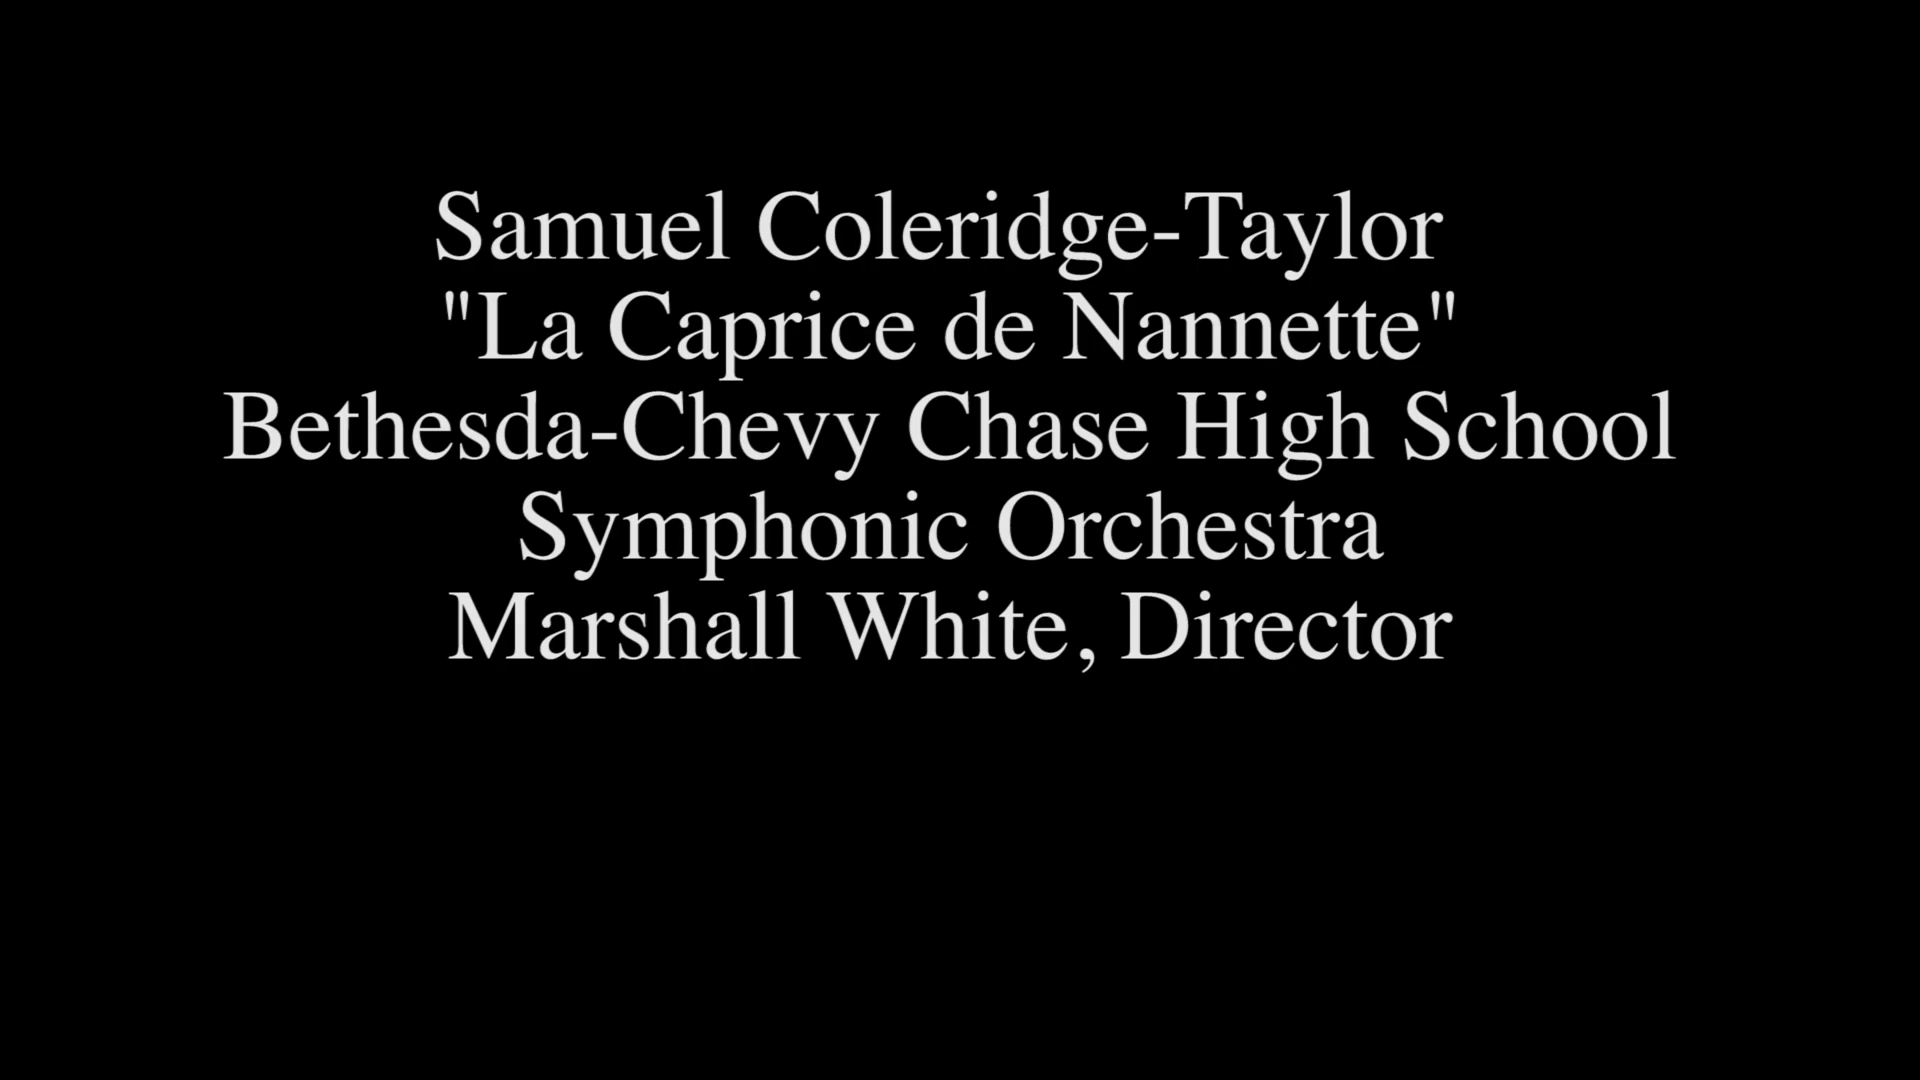 Samuel Coleridge-Taylor
"La Caprice de Nannette"
Bethesda-Chevy Chase High School
Symphonic Orchestra
Marshall White, Director